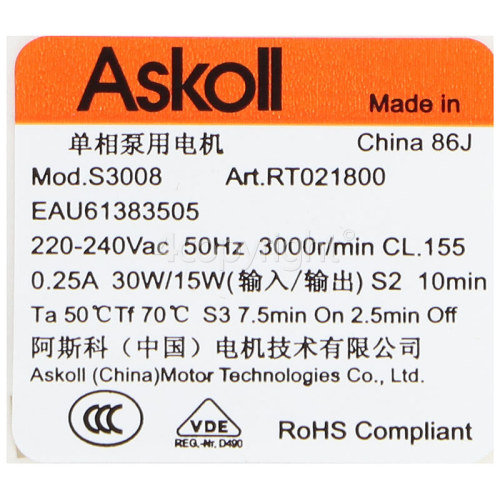 Askoll
Made in
单相泵用电机 China 86J
Mod.S3008 Art.RT021800
EAU61383505
220-240Vac 50Hz 3000r/min CL.155
0.25A 30W/15W(输入/输出) S2 10min
Ta 50℃Tf 70℃ S3 7.5min On 2.5min Off
阿斯科（中国）电机技术有限公司
Askoll (China)Motor Technologies Co., Ltd.
CCC VDE
REG.-Nr. D490
RoHS Compliant
4copyright